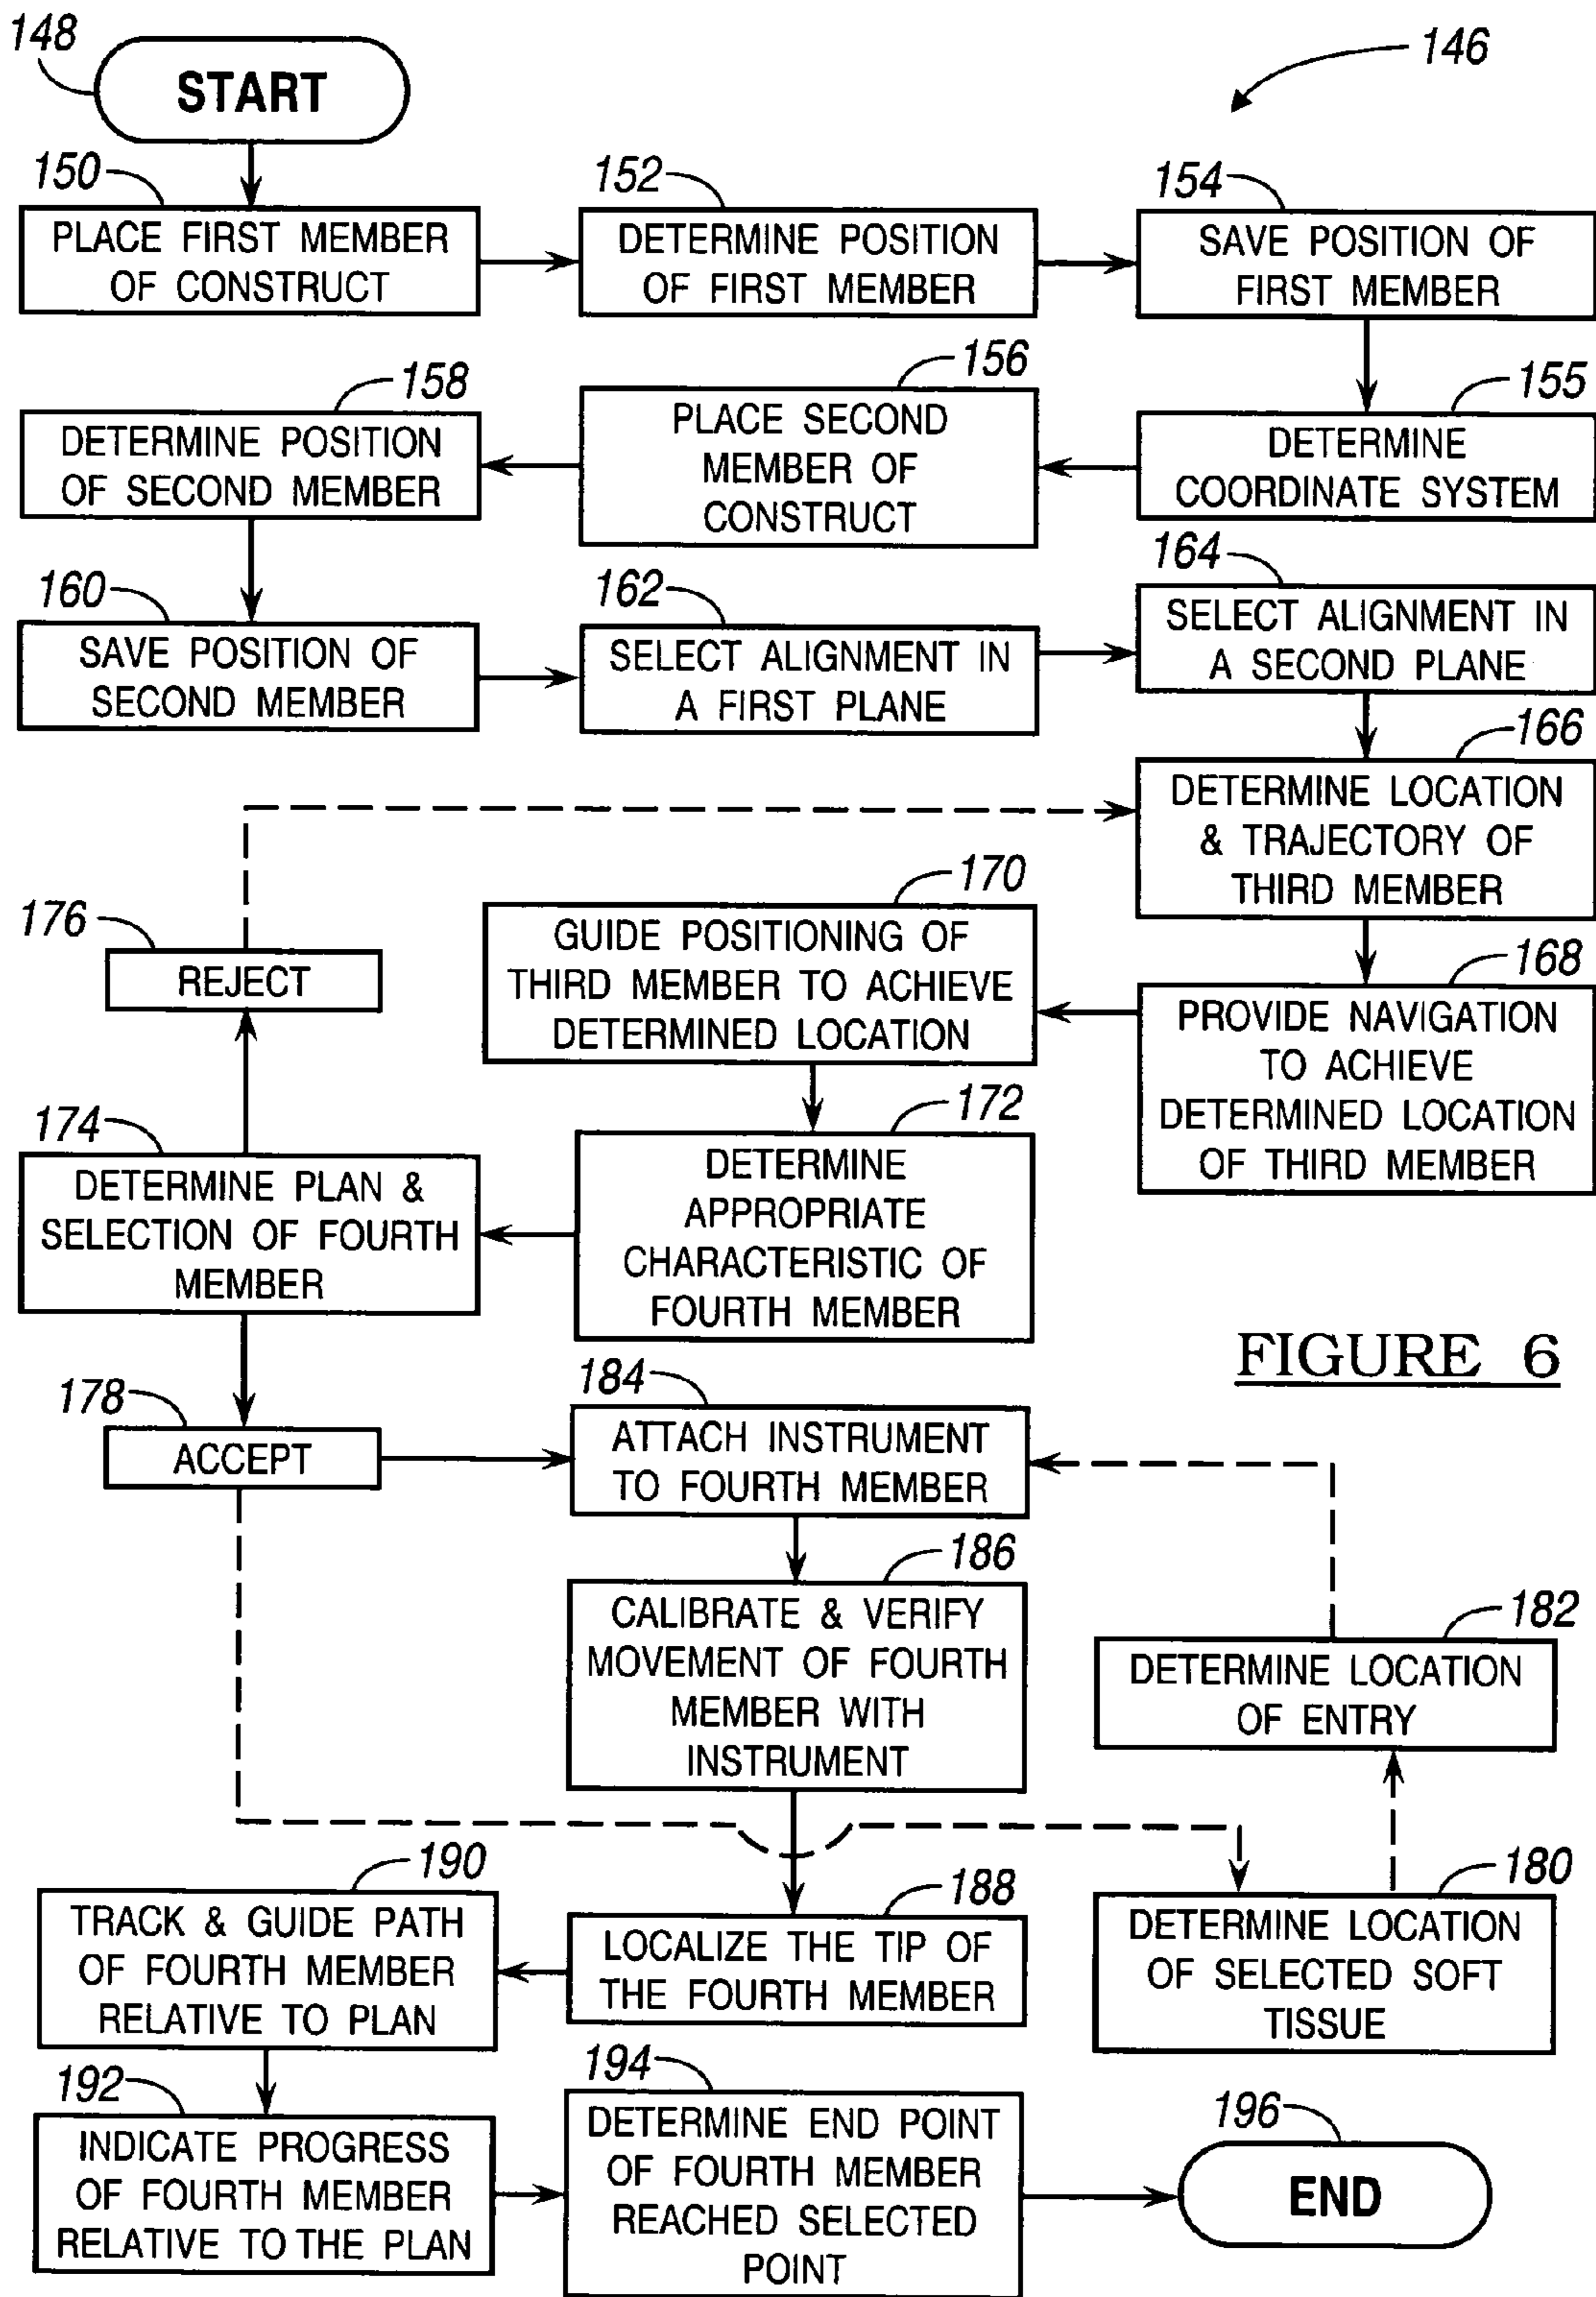 148
START
146
150
PLACE FIRST MEMBER
OF CONSTRUCT
152
DETERMINE POSITION
OF FIRST MEMBER
154
SAVE POSITION OF
FIRST MEMBER
155
DETERMINE
COORDINATE SYSTEM
156
PLACE SECOND
MEMBER OF
CONSTRUCT
158
DETERMINE POSITION
OF SECOND MEMBER
160
SAVE POSITION OF
SECOND MEMBER
162
SELECT ALIGNMENT IN
A FIRST PLANE
164
SELECT ALIGNMENT IN
A SECOND PLANE
166
DETERMINE LOCATION
& TRAJECTORY OF
THIRD MEMBER
168
PROVIDE NAVIGATION
TO ACHIEVE
DETERMINED LOCATION
OF THIRD MEMBER
170
GUIDE POSITIONING OF
THIRD MEMBER TO ACHIEVE
DETERMINED LOCATION
172
DETERMINE
APPROPRIATE
CHARACTERISTIC OF
FOURTH MEMBER
174
DETERMINE PLAN &
SELECTION OF FOURTH
MEMBER
176
REJECT
178
ACCEPT
FIGURE 6
184
ATTACH INSTRUMENT
TO FOURTH MEMBER
186
CALIBRATE & VERIFY
MOVEMENT OF FOURTH
MEMBER WITH
INSTRUMENT
182
DETERMINE LOCATION
OF ENTRY
180
DETERMINE LOCATION
OF SELECTED SOFT
TISSUE
188
LOCALIZE THE TIP OF
THE FOURTH MEMBER
190
TRACK & GUIDE PATH
OF FOURTH MEMBER
RELATIVE TO PLAN
192
INDICATE PROGRESS
OF FOURTH MEMBER
RELATIVE TO THE PLAN
194
DETERMINE END POINT
OF FOURTH MEMBER
REACHED SELECTED
POINT
196
END